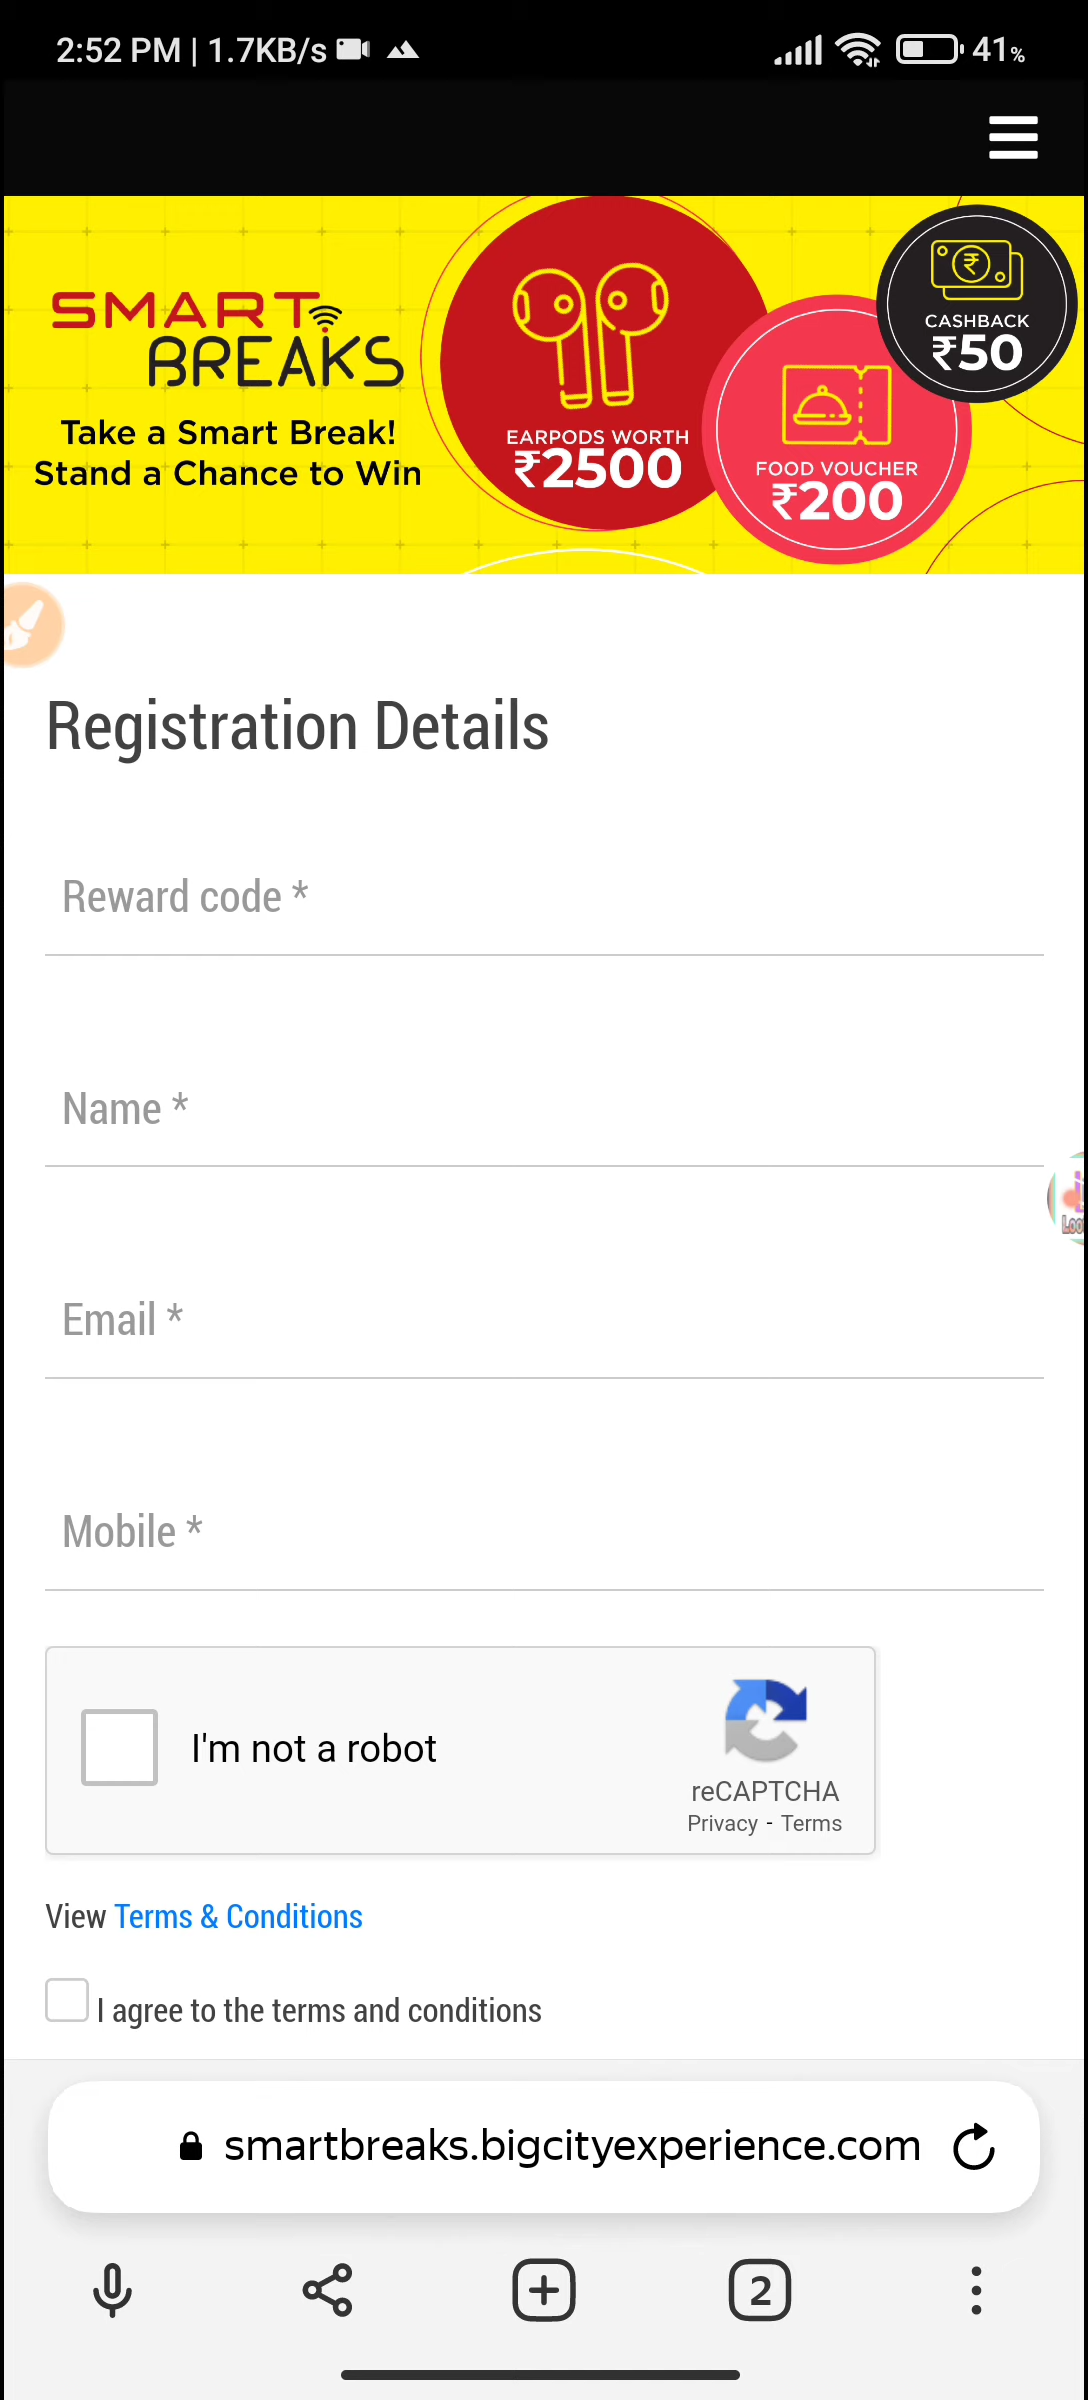 2:52 PM | 1.7KB/s
41%
SMART
BREAKS
Take a Smart Break!
Stand a Chance to Win
EARPODS WORTH
₹2500
FOOD VOUCHER
₹200
CASHBACK
₹50
Registration Details
Reward code *
Name *
Email *
Mobile *
I'm not a robot
reCAPTCHA
Privacy - Terms
View Terms & Conditions
I agree to the terms and conditions
smartbreaks.bigcityexperience.com
2